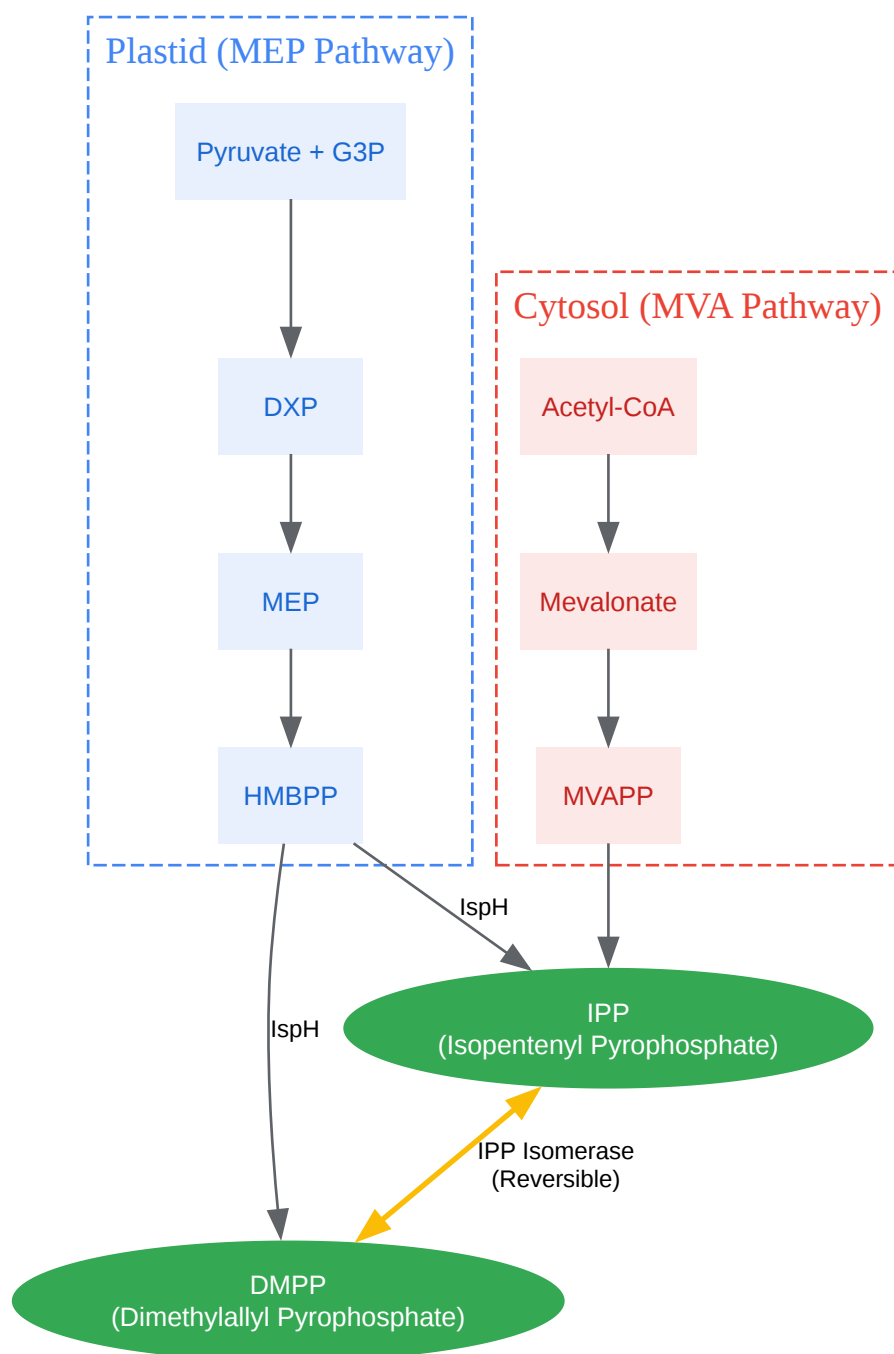 Plastid (MEP Pathway)
Pyruvate + G3P
DXP
MEP
HMBPP
Cytosol (MVA Pathway)
Acetyl-CoA
Mevalonate
MVAPP
IspH
IspH
IPP
(Isopentenyl Pyrophosphate)
IPP Isomerase
(Reversible)
DMPP
(Dimethylallyl Pyrophosphate)